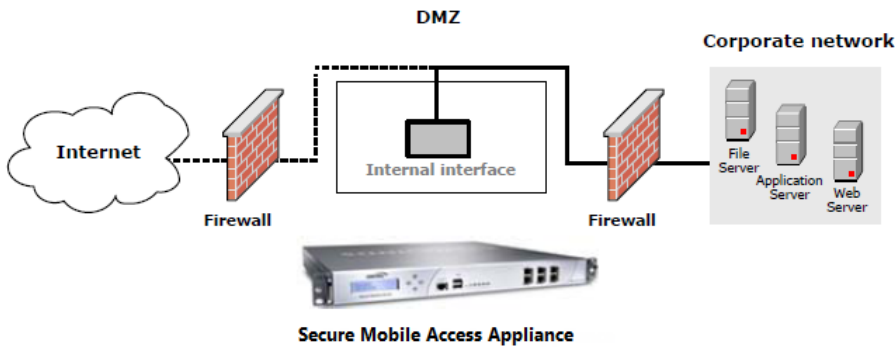 DMZ
Corporate network
Internet
Internal interface
Firewall
Firewall
File
Server
Application
Server
Web
Server
Secure Mobile Access Appliance